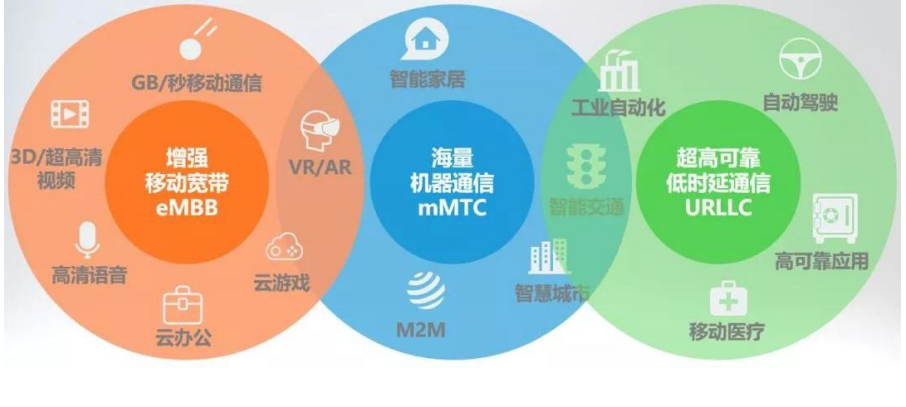 GB/秒移动通信
3D/超高清
视频
增强
移动宽带
eMBB
VR/AR
高清语音
云游戏
云办公
智能家居
海量
机器通信
mMTC
M2M
智慧城市
工业自动化
智能交通
自动驾驶
超高可靠
低时延通信
URLLC
高可靠应用
移动医疗